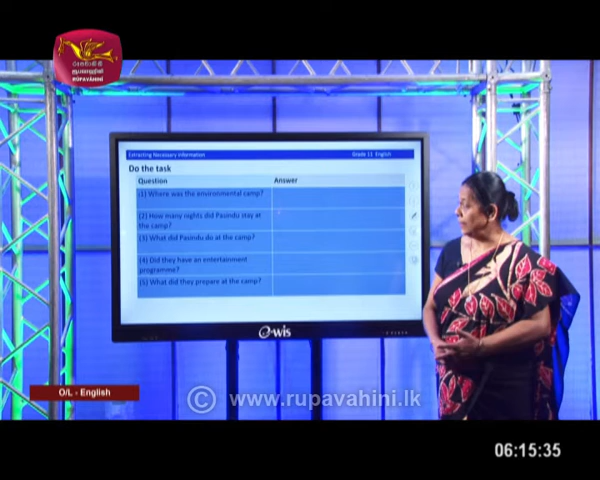 රූපවාහිනී
RUPAVAHINI
Extracting Necessary Information
Grade 11 English
Do the task
Question
Answer
(1) Where was the environmental camp?
(2) How many nights did Pasindu stay at
the camp?
(3) What did Pasindu do at the camp?
(4) Did they have an entertainment
programme?
(5) What did they prepare at the camp?
e-wis
O/L - English
© www.rupavahini.lk
06:15:35